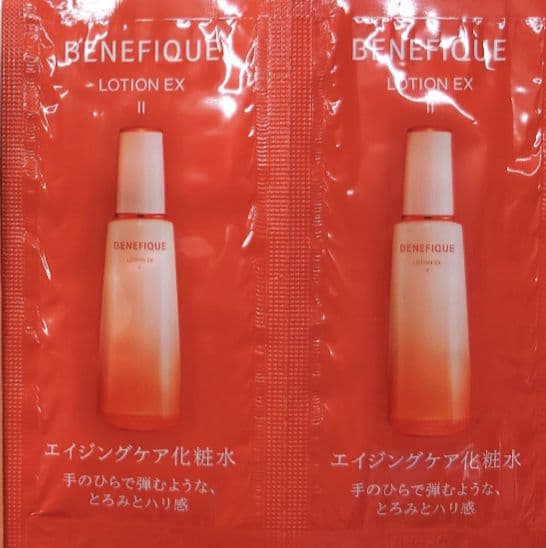 BENEFIQUE
LOTION EX
II
BENEFIQUE
LOTION EX
エイジングケア化粧水
手のひらで弾むような、
とろみとハリ感
BENEFIQUE
LOTION EX
II
BENEFIQUE
LOTION EX
エイジングケア化粧水
手のひらで弾むような、
とろみとハリ感